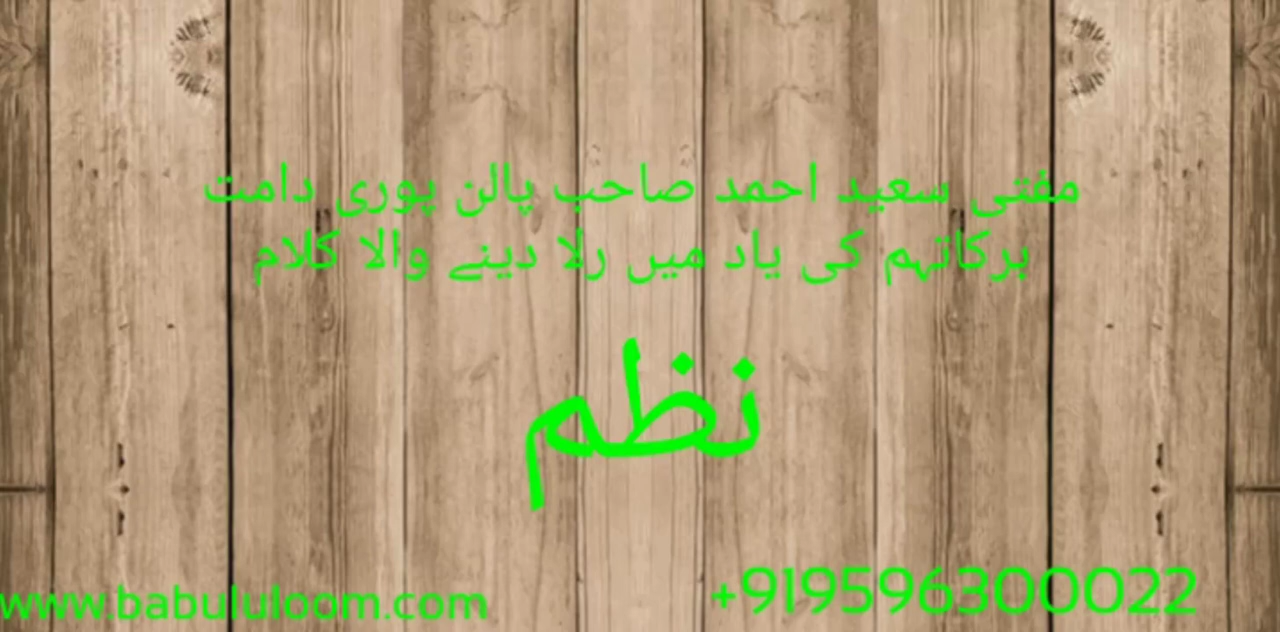 مفتی سعید احمد صاحب پالن پوری دامت
برکاتہم کی یاد میں رلا دینے والا کلام
نظم
www.babululoom.com
+919596300022